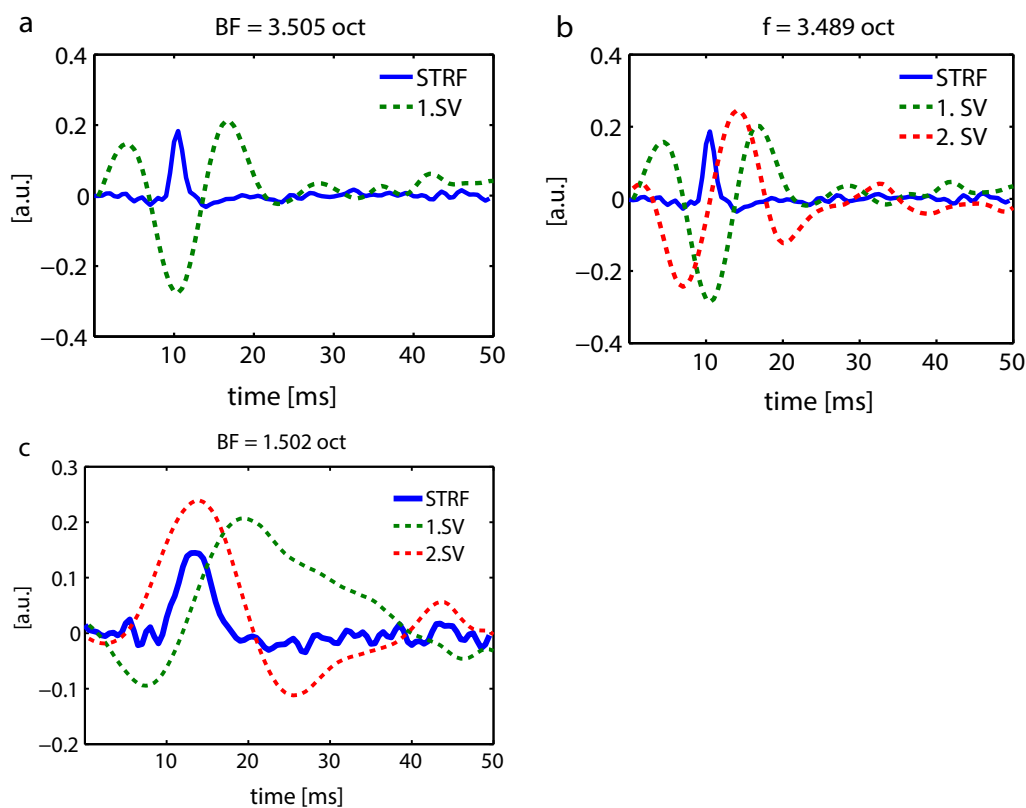 a
BF = 3.505 oct
0.4
0.2
0
−0.2
−0.4
[a.u.]
STRF
1.SV
10
20
30
40
50
time [ms]
b
f = 3.489 oct
0.4
0.2
0
−0.2
−0.4
[a.u.]
STRF
1. SV
2. SV
10
20
30
40
50
time [ms]
c
BF = 1.502 oct
0.3
0.2
0.1
0
−0.1
−0.2
[a.u.]
STRF
1.SV
2.SV
10
20
30
40
50
time [ms]